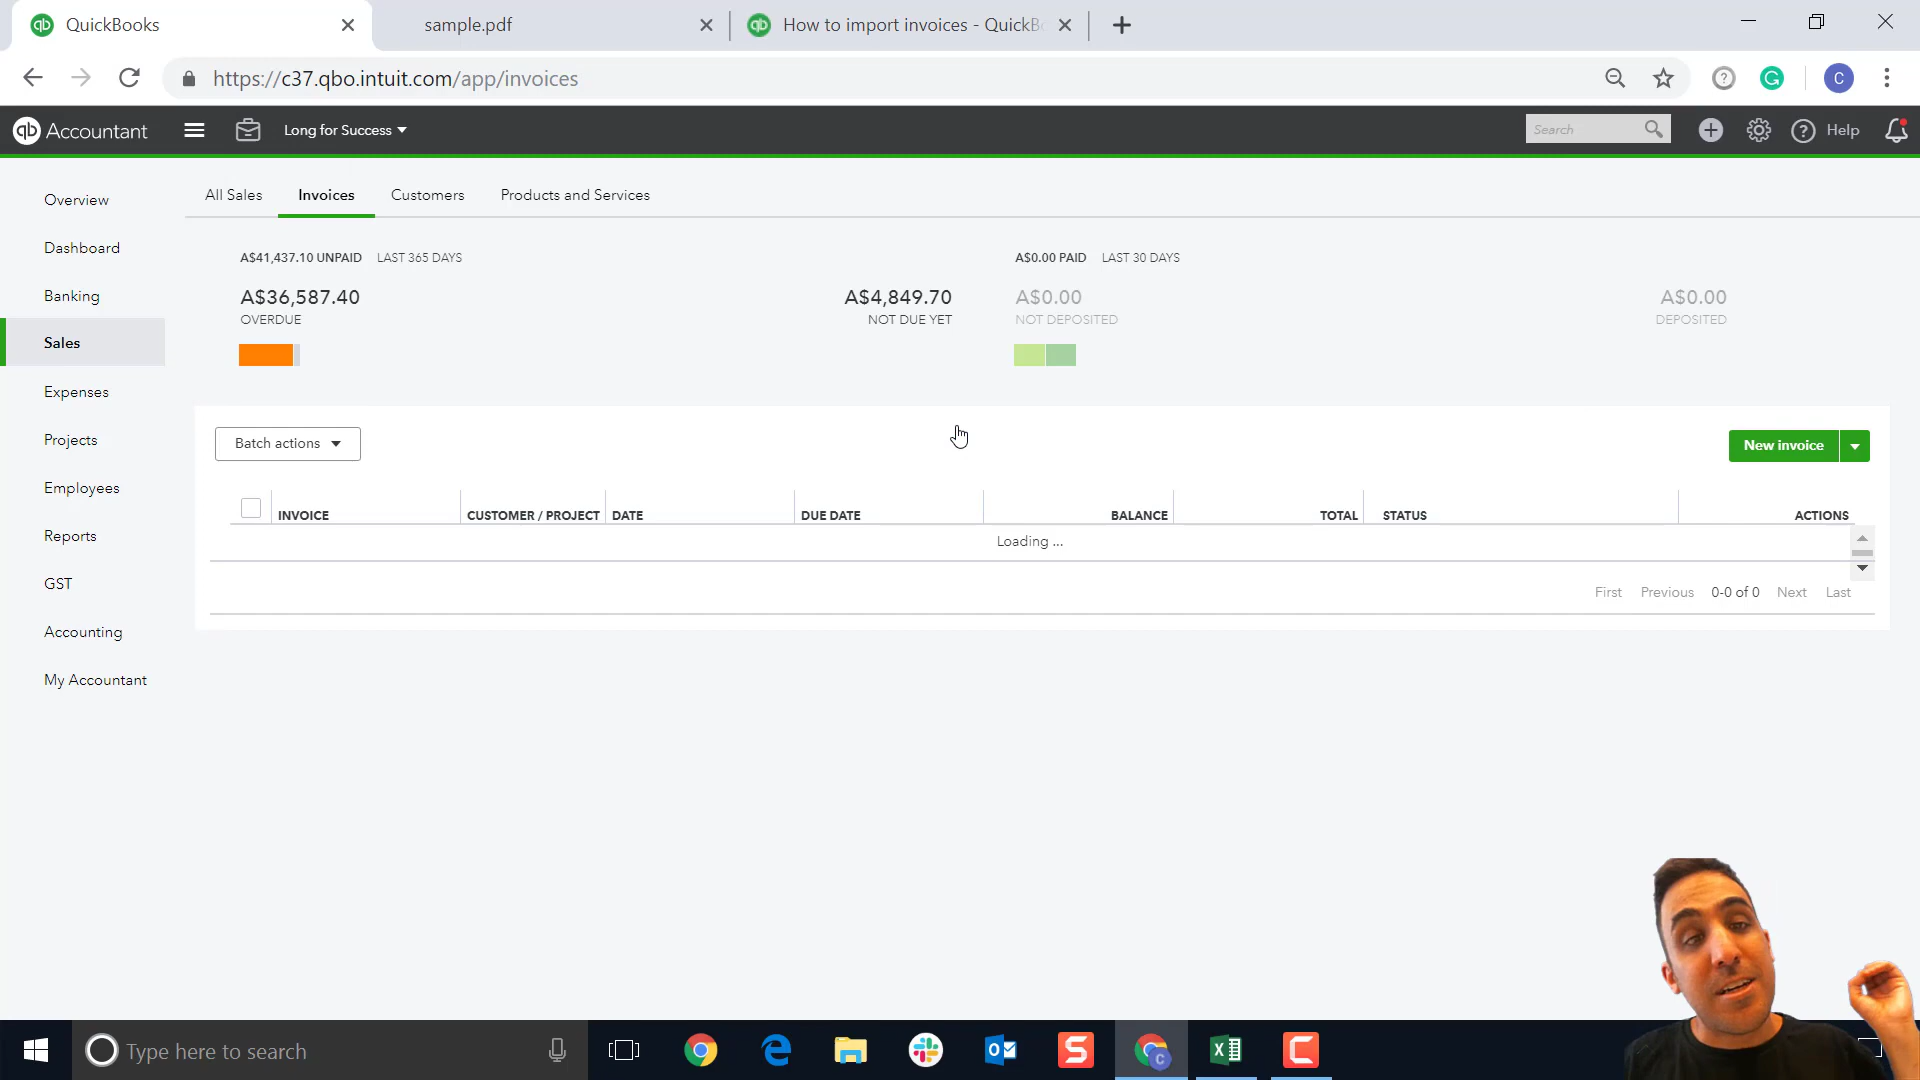 QuickBooks
sample.pdf
How to import invoices - QuickB
https://c37.qbo.intuit.com/app/invoices
C
qb Accountant
Long for Success
Search
Help
Overview
Dashboard
Banking
Sales
Expenses
Projects
Employees
Reports
GST
Accounting
My Accountant
All Sales
Invoices
Customers
Products and Services
A$41,437.10 UNPAID LAST 365 DAYS
A$36,587.40
OVERDUE
A$4,849.70
NOT DUE YET
A$0.00 PAID LAST 30 DAYS
A$0.00
NOT DEPOSITED
A$0.00
DEPOSITED
Batch actions
New invoice
INVOICE CUSTOMER / PROJECT DATE DUE DATE BALANCE TOTAL STATUS ACTIONS
Loading ...
First Previous 0-0 of 0 Next Last
Type here to search